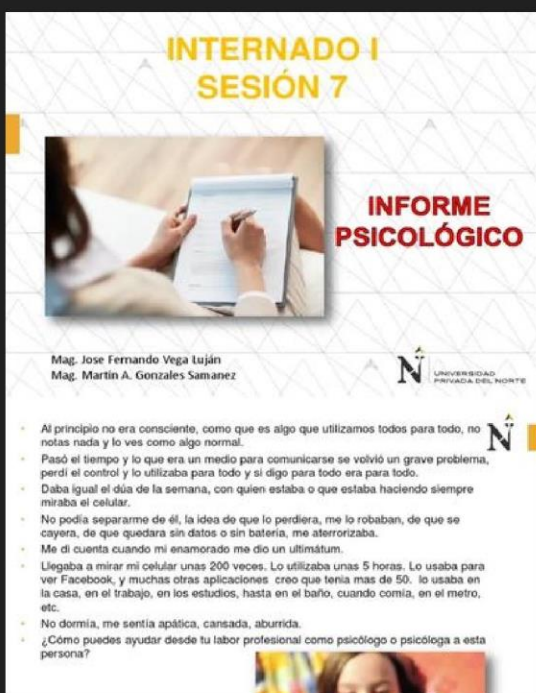 INTERNADO I
SESIÓN 7
INFORME
PSICOLÓGICO
Mag. Jose Fernando Vega Luján
Mag. Martín A. Gonzales Samanez
N
UNIVERSIDAD
PRIVADA DEL NORTE
N
• Al principio no era consciente, como que es algo que utilizamos todos para todo, no
notas nada y lo ves como algo normal.
• Pasó el tiempo y lo que era un medio para comunicarse se volvió un grave problema,
perdí el control y lo utilizaba para todo y si digo para todo era para todo.
• Daba igual el dúa de la semana, con quien estaba o que estaba haciendo siempre
miraba el celular.
• No podía separarme de él, la idea de que lo perdiera, me lo robaban, de que se
cayera, de que quedara sin datos o sin batería, me aterrorizaba.
• Me di cuenta cuando mi enamorado me dio un ultimátum.
• Llegaba a mirar mi celular unas 200 veces. Lo utilizaba unas 5 horas. Lo usaba para
ver Facebook, y muchas otras aplicaciones creo que tenia mas de 50. lo usaba en
la casa, en el trabajo, en los estudios, hasta en el baño, cuando comía, en el metro,
etc.
• No dormía, me sentía apática, cansada, aburrida.
• ¿Cómo puedes ayudar desde tu labor profesional como psicólogo o psicóloga a esta
persona?